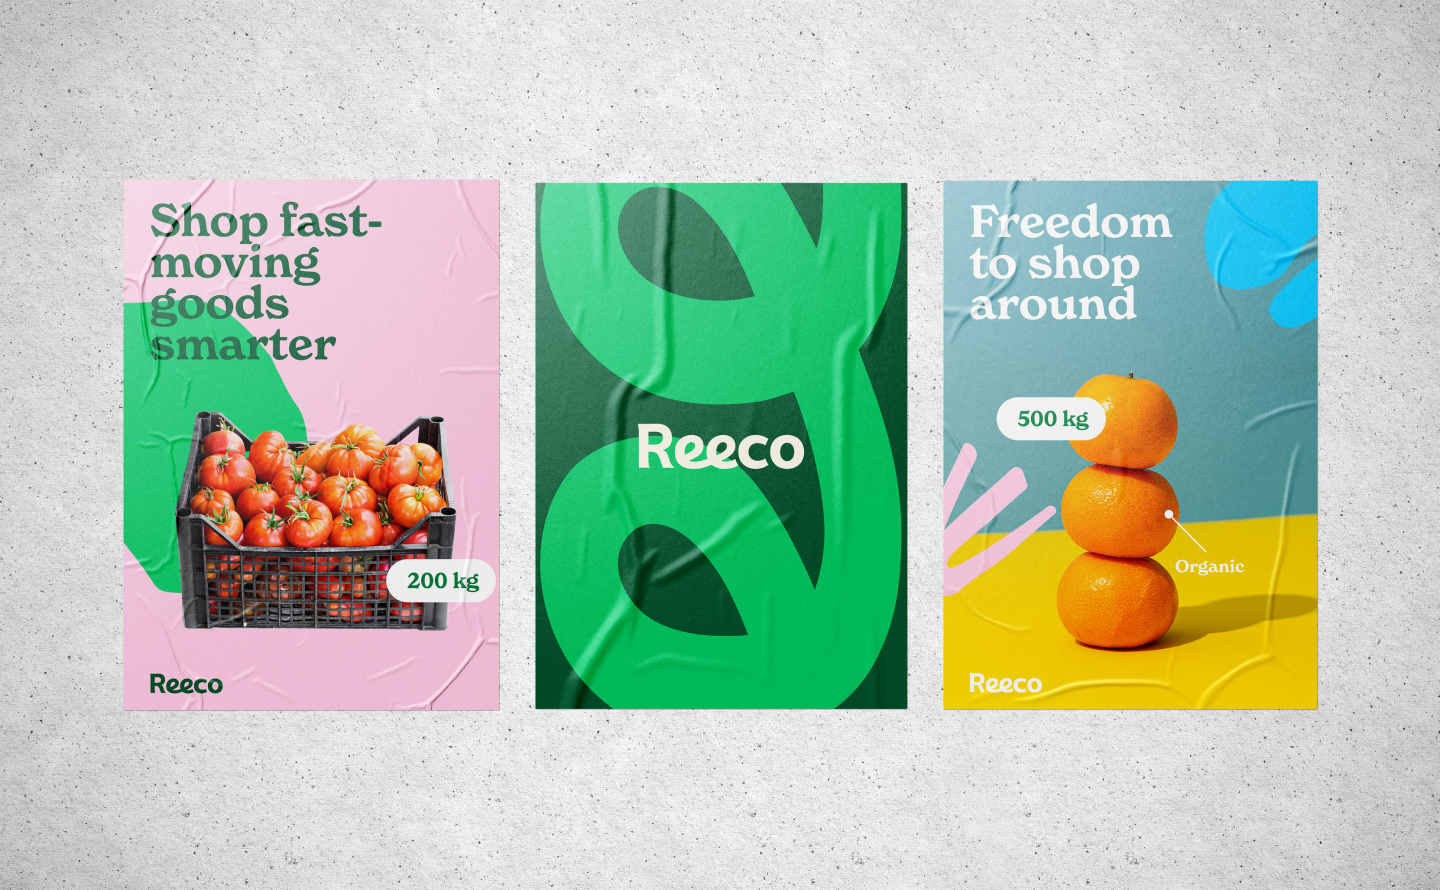 Shop fast-
moving
goods
smarter
200 kg
Reeco
Reeco
Freedom
to shop
around
500 kg
Organic
Reeco